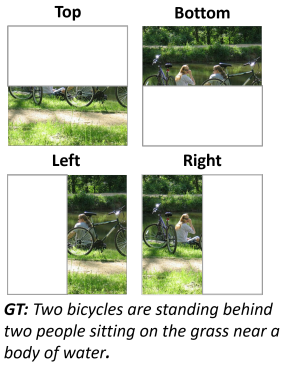 Top
Bottom
Left
Right
GT: Two bicycles are standing behind
two people sitting on the grass near a
body of water.